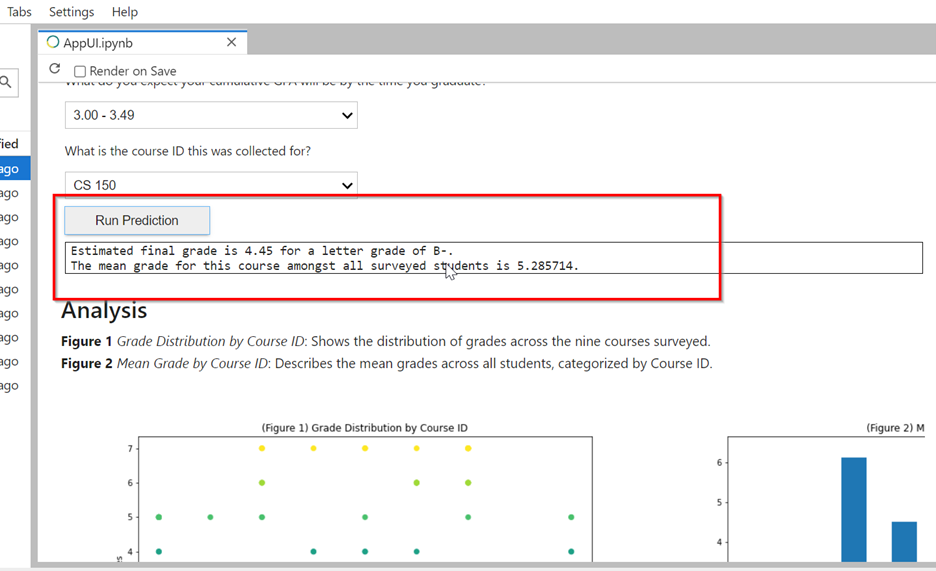 Tabs Settings Help
AppUI.ipynb
Render on Save
What do you expect your cumulative GPA will be by the time you graduate?
3.00 - 3.49
ified
What is the course ID this was collected for?
ago
CS 150
ago
ago
Run Prediction
ago
Estimated final grade is 4.45 for a letter grade of B-.
ago
The mean grade for this course amongst all surveyed students is 5.285714.
ago
ago
Analysis
ago
Figure 1 Grade Distribution by Course ID: Shows the distribution of grades across the nine courses surveyed.
ago
Figure 2 Mean Grade by Course ID: Describes the mean grades across all students, categorized by Course ID.
ago
(Figure 1) Grade Distribution by Course ID
(Figure 2) M
7
6
5
4
6
5
4